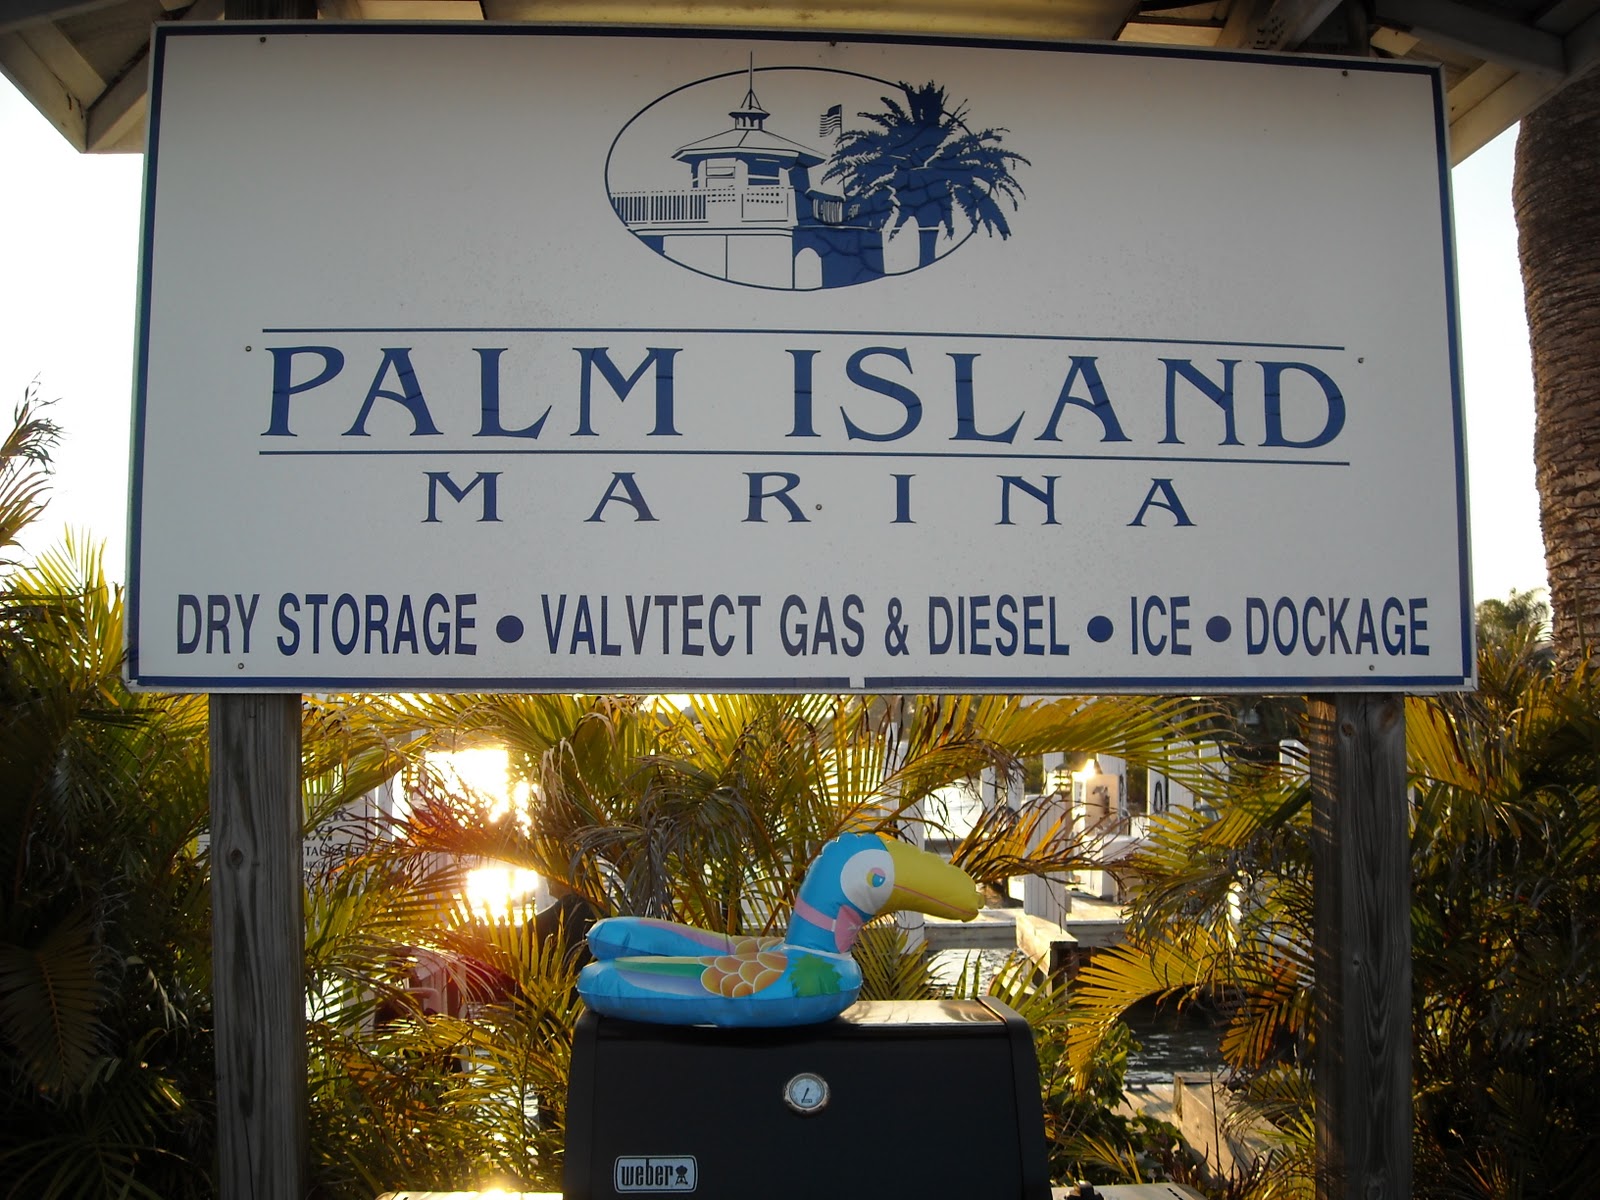 PALM ISLAND
MARINA
DRY STORAGE • VALVTECT GAS & DIESEL • ICE • DOCKAGE
weber